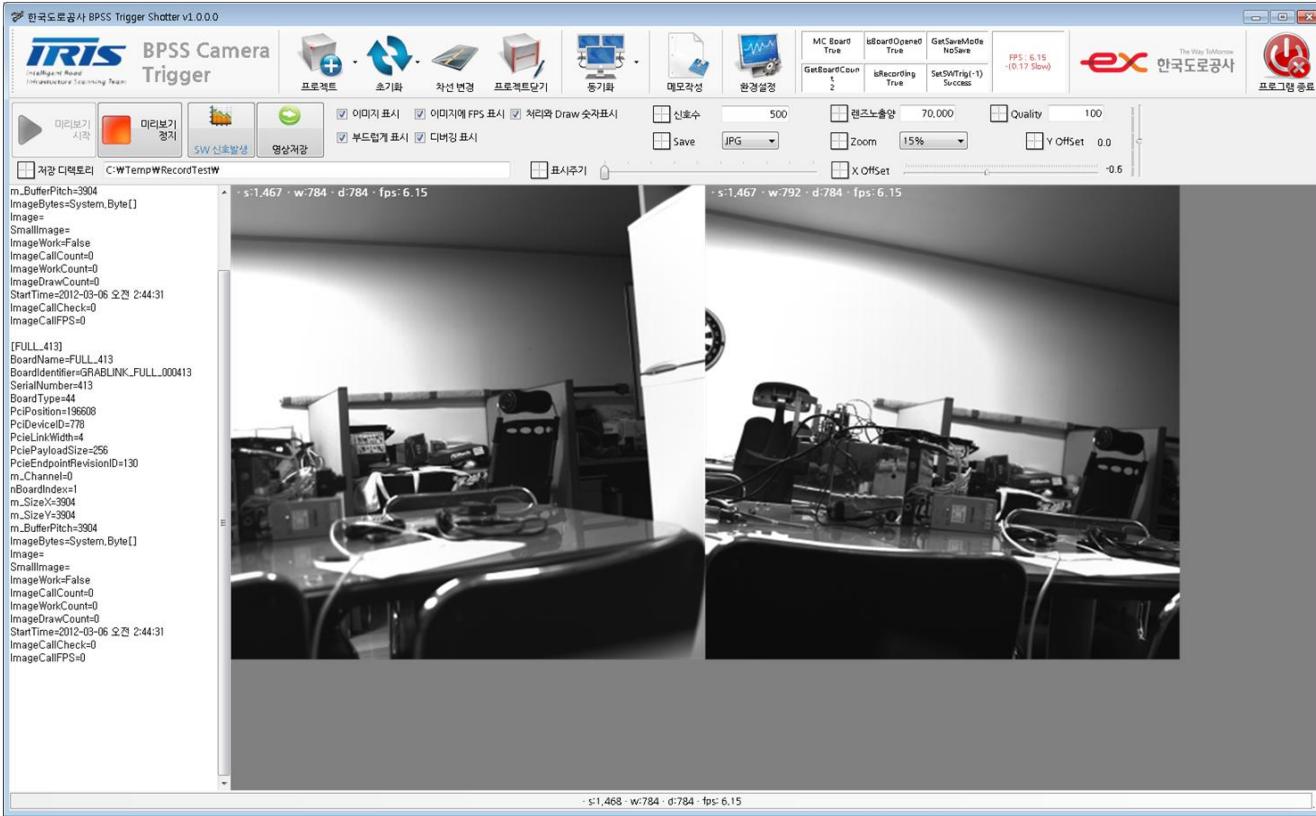 한국도로공사 BPSS Trigger Shotter v1.0.0.0
IRIS
Intelligent Road
Infrastructure Scanning Team
BPSS Camera
Trigger
프로젝트
초기화
차선 변경
프로젝트닫기
동기화
메모작성
환경설정
MC Board
True
isBoardOpened
True
GetSaveMode
NoSave
GetBoardCoun
t
2
isRecording
True
SetSWTrig(-1)
Success
FPS : 6.15
-(0.17 Slow)
ex
The Way ToMorrow
한국도로공사
프로그램 종료
미리보기
시작
미리보기
정지
SW 신호발생
영상저장
이미지 표시
이미지에 FPS 표시
처리와 Draw 숫자표시
부드럽게 표시
디버깅 표시
신호수 500
Save JPG
렌즈노출양 70,000
Zoom 15%
Quality 100
Y OffSet 0.0
저장 디렉토리 C:₩Temp₩RecordTest₩
표시주기
X OffSet -0.6
m_BufferPitch=3904
ImageBytes=System.Byte[]
Image=
SmallImage=
ImageWork=False
ImageCallCount=0
ImageWorkCount=0
ImageDrawCount=0
StartTime=2012-03-06 오전 2:44:31
ImageCallCheck=0
ImageCallFPS=0
[FULL_413]
BoardName=FULL_413
BoardIdentifier=GRABLINK_FULL_000413
SerialNumber=413
BoardType=44
PciPosition=196608
PciDeviceID=778
PcieLinkWidth=4
PciePayloadSize=256
PcieEndpointRevisionID=130
m_Channel=0
nBoardIndex=1
m_SizeX=3904
m_SizeY=3904
m_BufferPitch=3904
ImageBytes=System.Byte[]
Image=
SmallImage=
ImageWork=False
ImageCallCount=0
ImageWorkCount=0
ImageDrawCount=0
StartTime=2012-03-06 오전 2:44:31
ImageCallCheck=0
ImageCallFPS=0
· s:1,467 · w:784 · d:784 · fps:6.15
· s:1,467 · w:792 · d:784 · fps:6.15
· s:1,468 · w:784 · d:784 · fps: 6.15